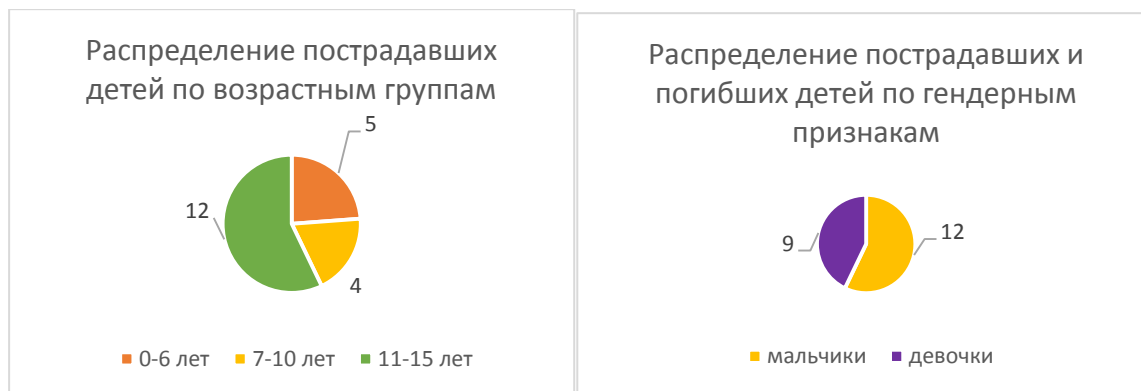 Распределение пострадавших
детей по возрастным группам
5
12
4
0-6 лет 7-10 лет 11-15 лет
Распределение пострадавших и
погибших детей по гендерным
признакам
9
12
мальчики девочки